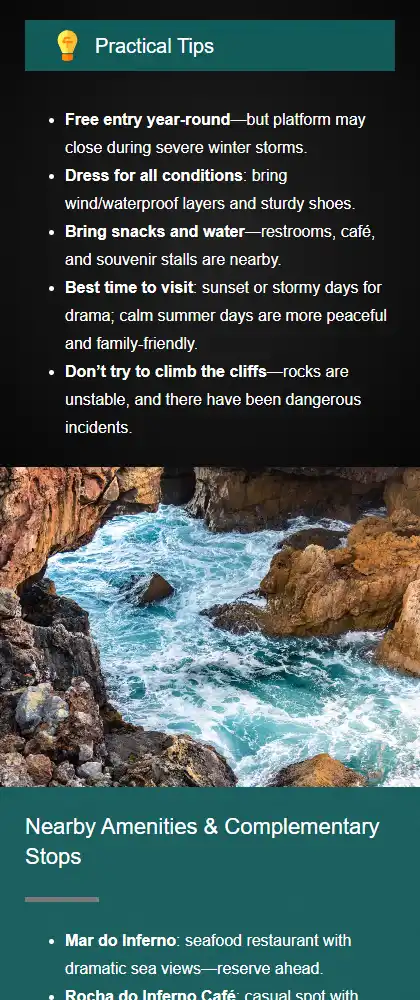 Practical Tips
• Free entry year-round—but platform may
close during severe winter storms.
• Dress for all conditions: bring
wind/waterproof layers and sturdy shoes.
• Bring snacks and water—restrooms, café,
and souvenir stalls are nearby.
• Best time to visit: sunset or stormy days for
drama; calm summer days are more peaceful
and family-friendly.
• Don’t try to climb the cliffs—rocks are
unstable, and there have been dangerous
incidents.
Nearby Amenities & Complementary
Stops
• Mar do Inferno: seafood restaurant with
dramatic sea views—reserve ahead.
• Rocha do Inferno Café: casual spot with